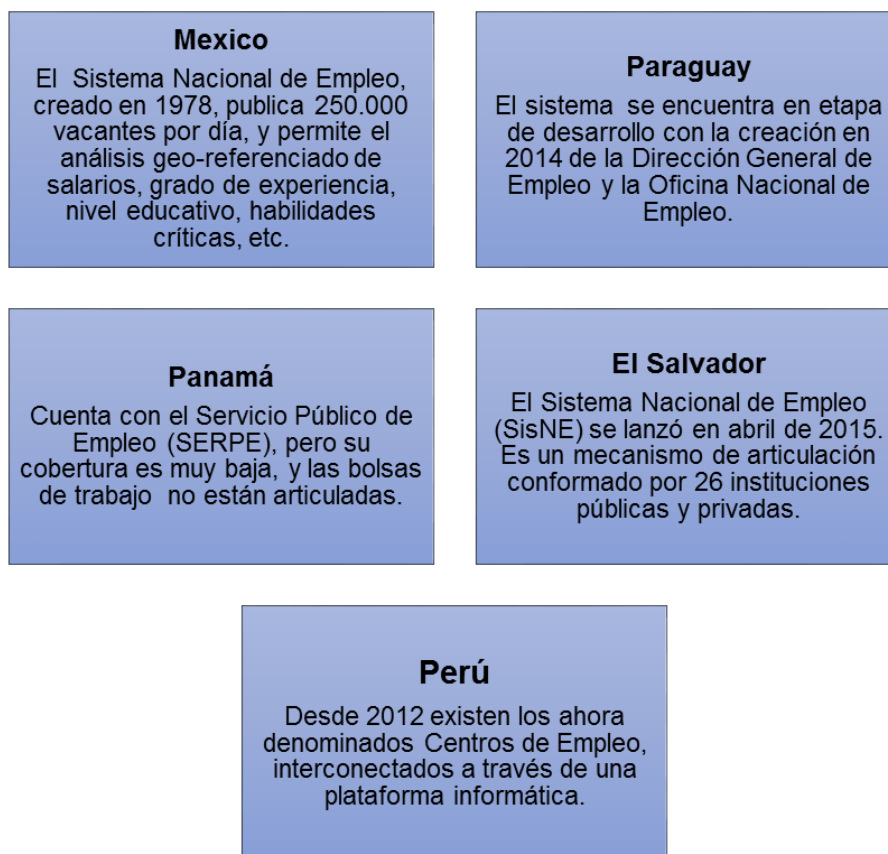 Mexico
El Sistema Nacional de Empleo,
creado en 1978, publica 250.000
vacantes por día, y permite el
análisis geo-referenciado de
salarios, grado de experiencia,
nivel educativo, habilidades
críticas, etc.
Paraguay
El sistema se encuentra en etapa
de desarrollo con la creación en
2014 de la Dirección General de
Empleo y la Oficina Nacional de
Empleo.
Panamá
Cuenta con el Servicio Público de
Empleo (SERPE), pero su
cobertura es muy baja, y las bolsas
de trabajo no están articuladas.
El Salvador
El Sistema Nacional de Empleo
(SisNE) se lanzó en abril de 2015.
Es un mecanismo de articulación
conformado por 26 instituciones
públicas y privadas.
Perú
Desde 2012 existen los ahora
denominados Centros de Empleo,
interconectados a través de una
plataforma informática.